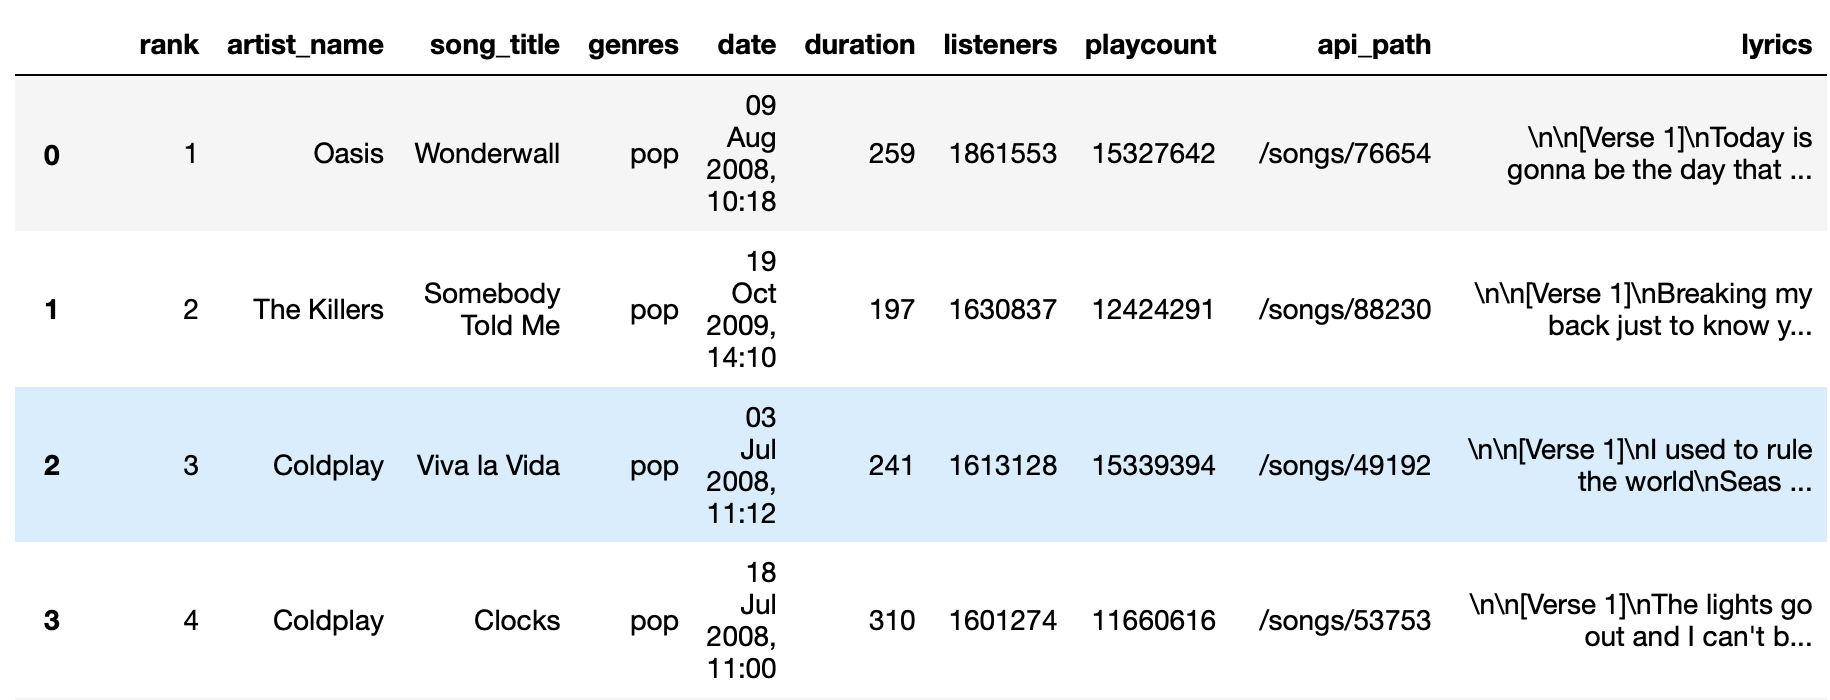 rank artist_name song_title genres date duration listeners playcount api_path lyrics
0 1 Oasis Wonderwall pop 09 Aug 2008, 10:18 259 1861553 15327642 /songs/76654 \n\n[Verse 1]\nToday is gonna be the day that ...
1 2 The Killers Somebody Told Me pop 19 Oct 2009, 14:10 197 1630837 12424291 /songs/88230 \n\n[Verse 1]\nBreaking my back just to know y...
2 3 Coldplay Viva la Vida pop 03 Jul 2008, 11:12 241 1613128 15339394 /songs/49192 \n\n[Verse 1]\nI used to rule the world\nSeas ...
3 4 Coldplay Clocks pop 18 Jul 2008, 11:00 310 1601274 11660616 /songs/53753 \n\n[Verse 1]\nThe lights go out and I can't b...